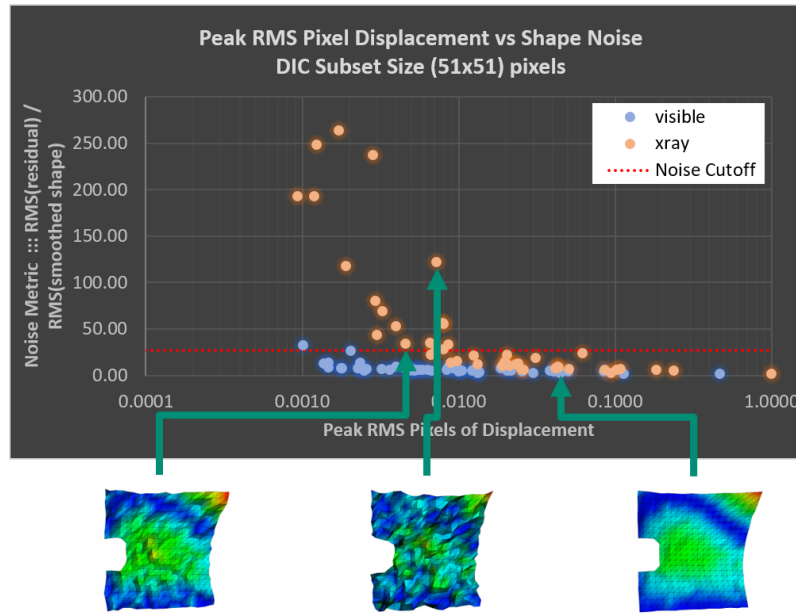 Peak RMS Pixel Displacement vs Shape Noise
DIC Subset Size (51x51) pixels
Noise Metric ::: RMS(residual) /
RMS(smoothed shape)
300.00
250.00
200.00
150.00
100.00
50.00
0.00
visible
xray
Noise Cutoff
0.0001 0.0010 0.0100 0.1000 1.0000
Peak RMS Pixels of Displacement